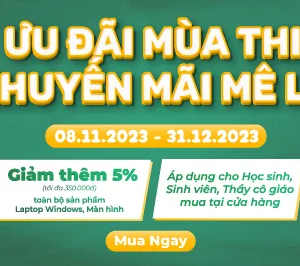 ƯU ĐÃI MÙA THI
HUYẾN MÃI MÊ L
08.11.2023 - 31.12.2023
Giảm thêm 5%
(tối đa 350.000đ)
toàn bộ sản phẩm
Laptop Windows, Màn hình
Áp dụng cho Học sinh,
Sinh viên, Thầy cô giáo
mua tại cửa hàng
Mua Ngay